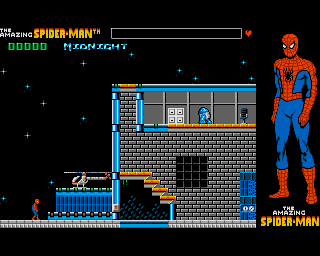 THE AMAZING SPIDER-MAN TM
00000 MIDNIGHT
THE
AMAZING
SPIDER-MAN